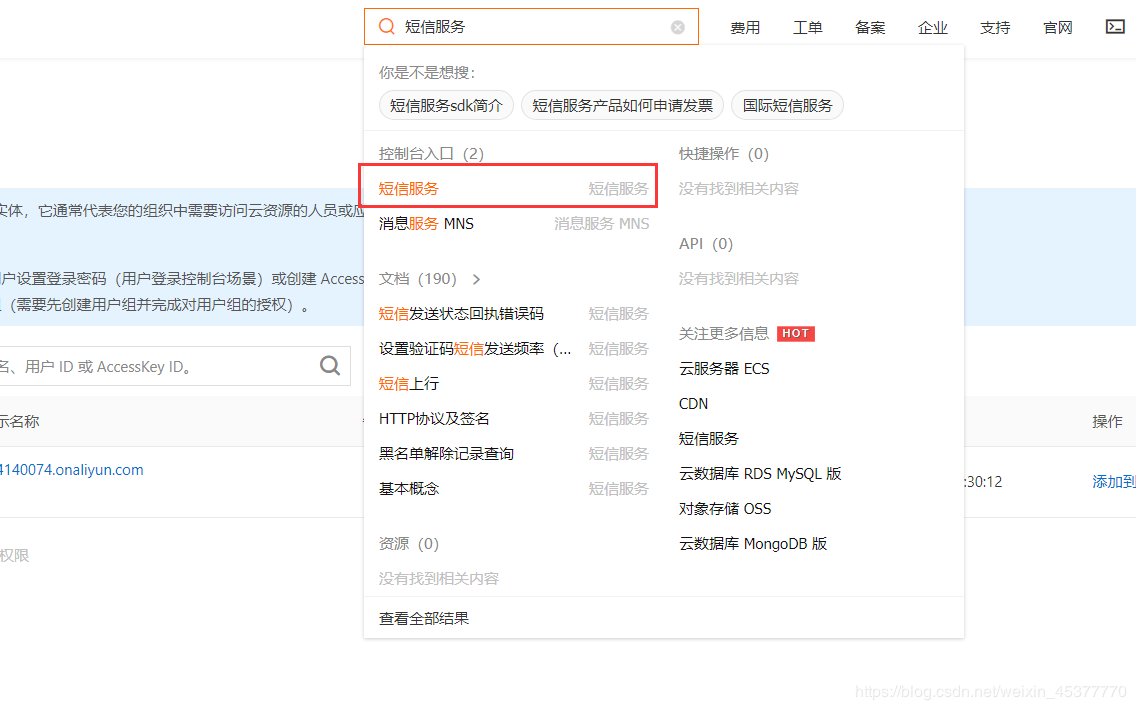 短信服务
费用 工单 备案 企业 支持 官网
你是不是想搜:
短信服务sdk简介 短信服务产品如何申请发票 国际短信服务
控制台入口 (2)
短信服务 短信服务
消息服务 MNS 消息服务 MNS
文档 (190)
短信发送状态回执错误码 短信服务
设置验证码短信发送频率 (... 短信服务
短信上行 短信服务
HTTP协议及签名 短信服务
黑名单解除记录查询 短信服务
基本概念 短信服务
资源 (0)
没有找到相关内容
查看全部结果
快捷操作 (0)
没有找到相关内容
API (0)
没有找到相关内容
关注更多信息 HOT
云服务器 ECS
CDN
短信服务
云数据库 RDS MySQL 版
对象存储 OSS
云数据库 MongoDB 版
实体，它通常代表您的组织中需要访问云资源的人员或应
户设置登录密码（用户登录控制台场景）或创建 Access
（需要先创建用户组并完成对用户组的授权）。
名、用户 ID 或 AccessKey ID。
示名称 操作
4140074.onaliyun.com :30:12 添加到
权限
https://blog.csdn.net/weixin_45377770